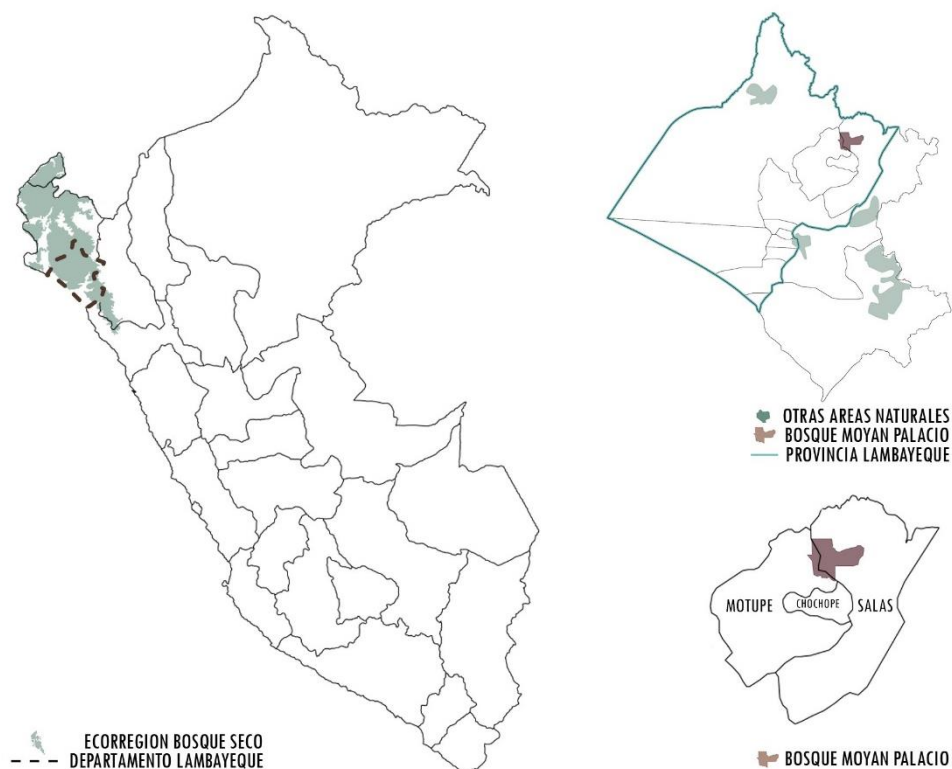 OTRAS AREAS NATURALES
BOSQUE MOYAN PALACIO
PROVINCIA LAMBAYEQUE
MOTUPE
CHOCHOPE
SALAS
ECORREGION BOSQUE SECO
DEPARTAMENTO LAMBAYEQUE
BOSQUE MOYAN PALACIO